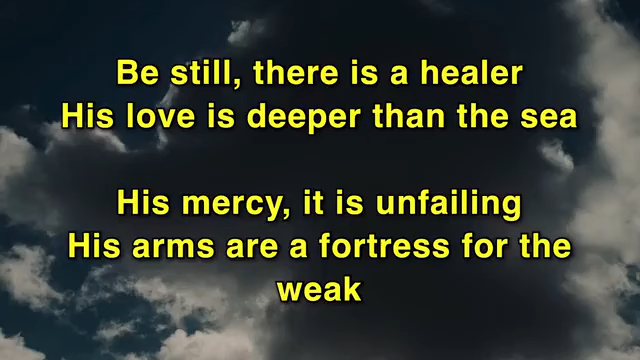 Be still, there is a healer
His love is deeper than the sea
His mercy, it is unfailing
His arms are a fortress for the
weak